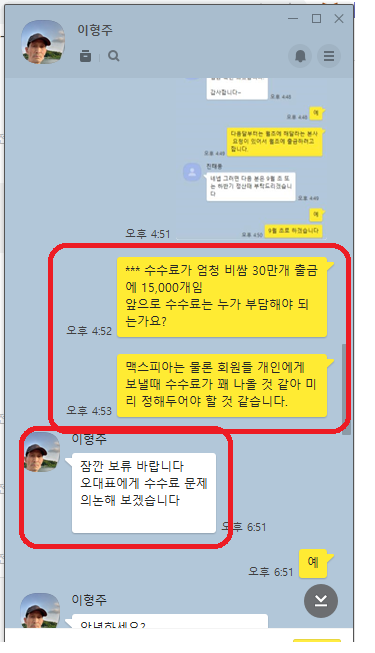 이형주
감사합니다~
오후 4:48
예
오후 4:48
다음달부터는 월초에 해달라는 본사
요청이 있어서 월초에 출금하려고
합니다
오후 4:49
진태웅
네넵 그러면 다음 분은 9월 초 또
는 하반기 정산때 부탁드리겠습니
다
오후 4:49
예
9월 초로 하겠습니다
오후 4:50
오후 4:51
*** 수수료가 엄청 비쌈 30만개 출금
에 15,000개임
앞으로 수수료는 누가 부담해야 되
는가요?
오후 4:52
맥스피아는 물론 회원들 개인에게
보낼때 수수료가 꽤 나올 것 같아 미
리 정해두어야 할 것 같습니다.
오후 4:53
이형주
잠깐 보류 바랍니다
오대표에게 수수료 문제
의논해 보겠습니다
오후 6:51
예
오후 6:51
이형주
안녕하세요?